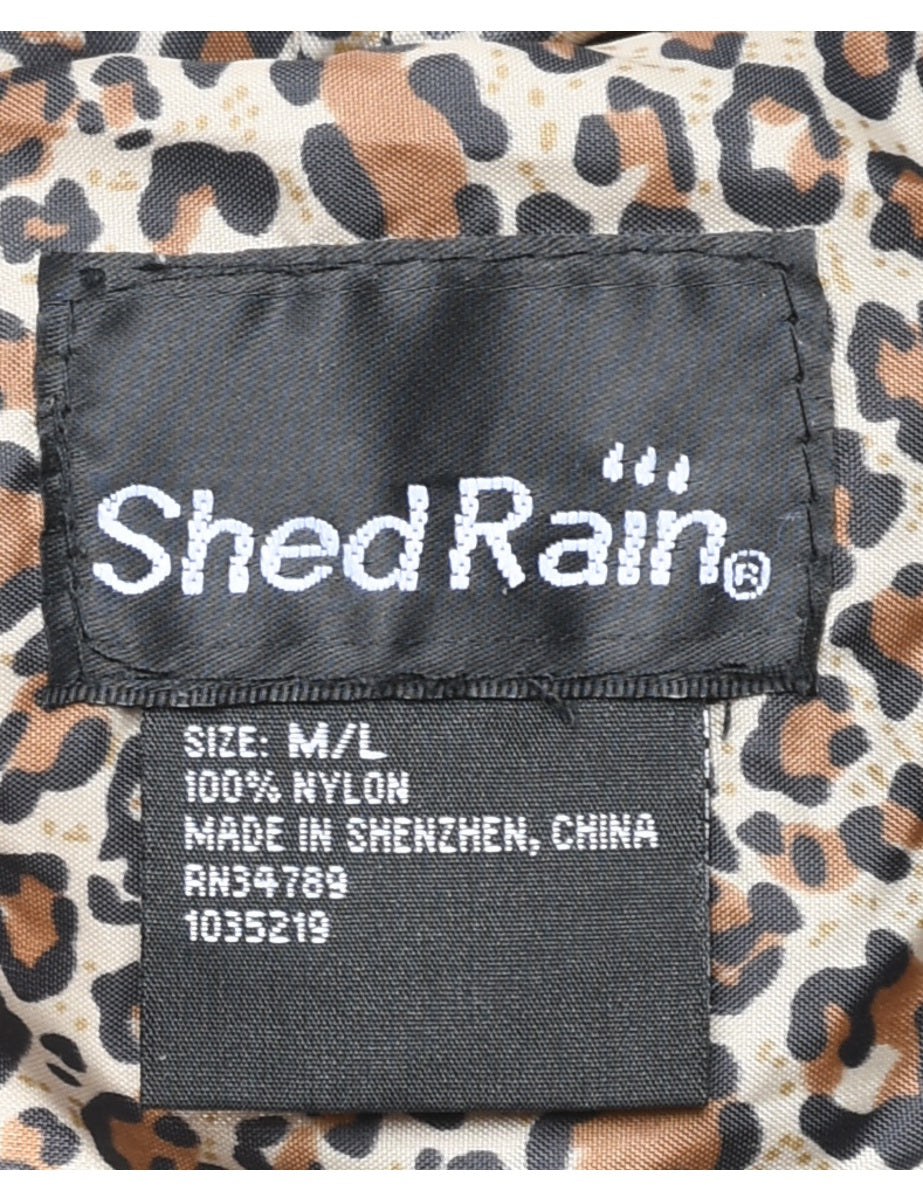 ShedRain®
SIZE: M/L
100% NYLON
MADE IN SHENZHEN, CHINA
RN34789
1035219